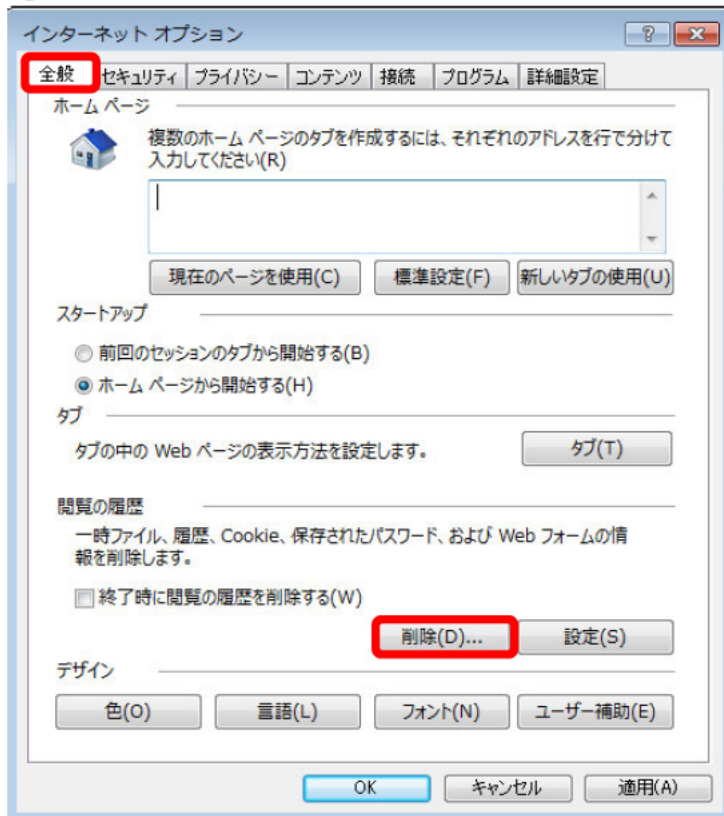 インターネット オプション
全般 セキュリティ プライバシー コンテンツ 接続 プログラム 詳細設定
ホーム ページ
複数のホーム ページのタブを作成するには、それぞれのアドレスを行で分けて
入力してください(R)
現在のページを使用(C) 標準設定(F) 新しいタブの使用(U)
スタートアップ
前回のセッションのタブから開始する(B)
ホーム ページから開始する(H)
タブ
タブの中の Web ページの表示方法を設定します。 タブ(T)
閲覧の履歴
一時ファイル、履歴、Cookie、保存されたパスワード、および Web フォームの情
報を削除します。
終了時に閲覧の履歴を削除する(W)
削除(D)... 設定(S)
デザイン
色(O) 言語(L) フォント(N) ユーザー補助(E)
OK キャンセル 適用(A)